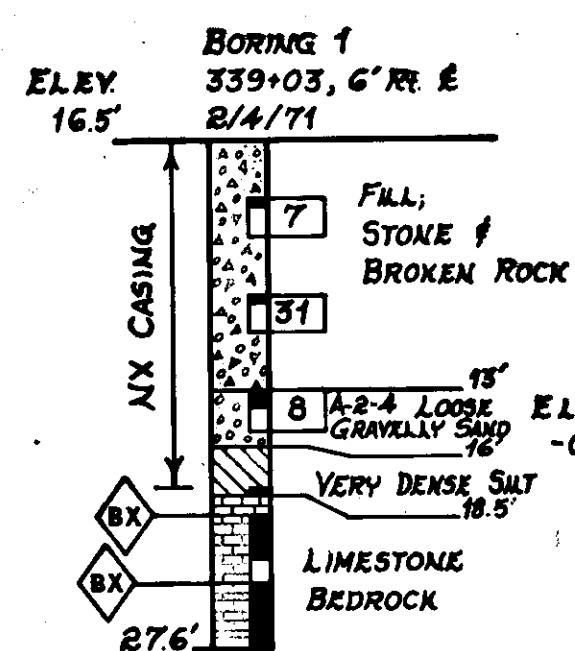 BORING 1
ELEV. 339+03, 6' RT. ℄
16.5' 2/4/71
NX CASING
7
FILL;
STONE &
BROKEN ROCK
31
13'
8 A-2-4 LOOSE
GRAVELLY SAND
16'
EL
-0
VERY DENSE SILT
18.5'
BX
BX
LIMESTONE
BEDROCK
27.6'